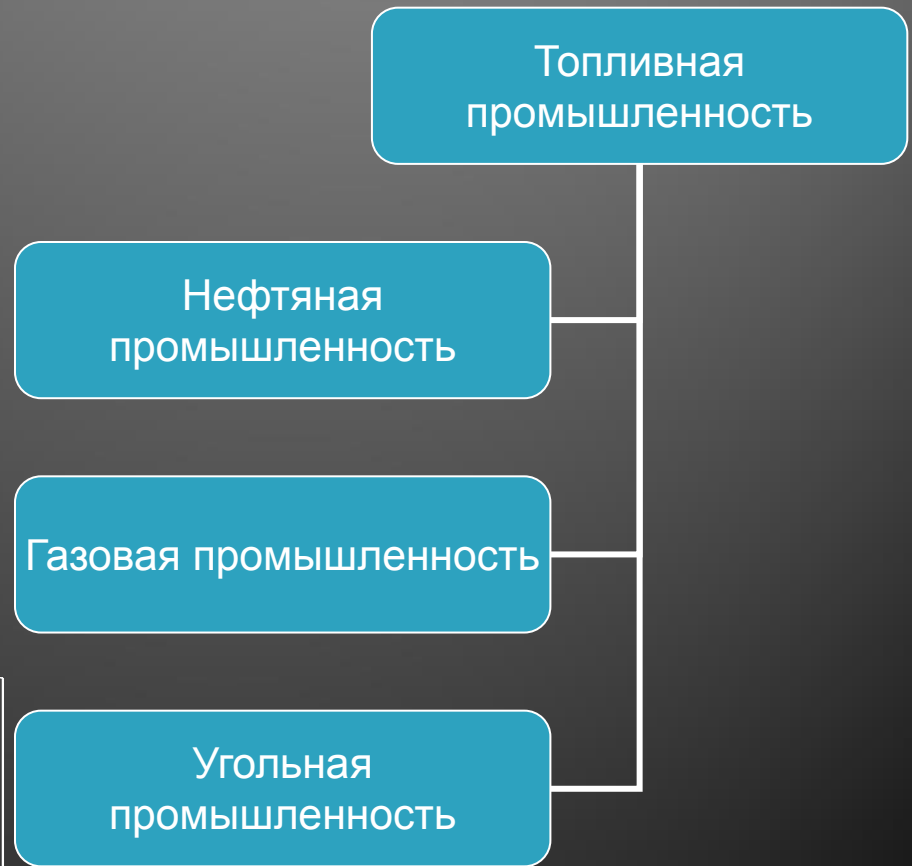 Топливная
промышленность
Нефтяная
промышленность
Газовая промышленность
Угольная
промышленность